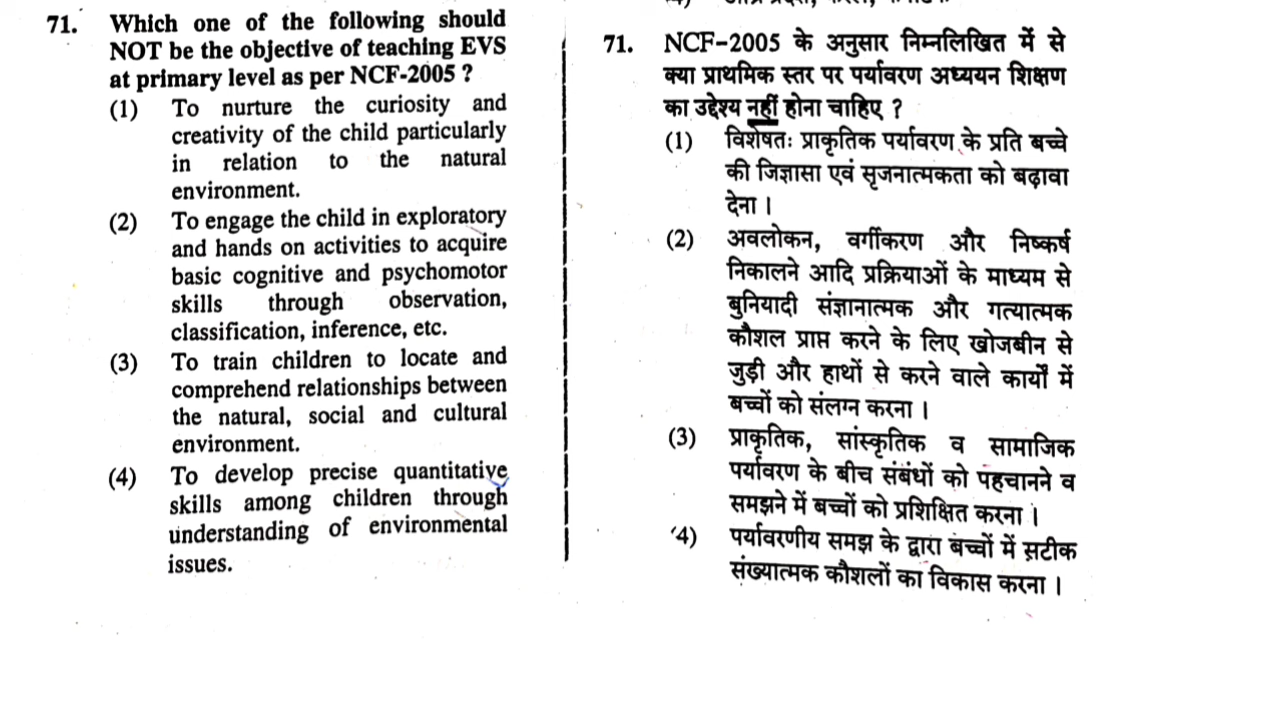 71. Which one of the following should
NOT be the objective of teaching EVS
at primary level as per NCF-2005 ?
(1) To nurture the curiosity and
creativity of the child particularly
in relation to the natural
environment.
(2) To engage the child in exploratory
and hands on activities to acquire
basic cognitive and psychomotor
skills through observation,
classification, inference, etc.
(3) To train children to locate and
comprehend relationships between
the natural, social and cultural
environment.
(4) To develop precise quantitative
skills among children through
understanding of environmental
issues.
71. NCF-2005 के अनुसार निम्नलिखित में से
क्या प्राथमिक स्तर पर पर्यावरण अध्ययन शिक्षण
का उद्देश्य नहीं होना चाहिए ?
(1) विशेषतः प्राकृतिक पर्यावरण के प्रति बच्चे
की जिज्ञासा एवं सृजनात्मकता को बढ़ावा
देना ।
(2) अवलोकन, वर्गीकरण और निष्कर्ष
निकालने आदि प्रक्रियाओं के माध्यम से
बुनियादी संज्ञानात्मक और गत्यात्मक
कौशल प्राप्त करने के लिए खोजबीन से
जुड़ी और हाथों से करने वाले कार्यों में
बच्चों को संलग्न करना ।
(3) प्राकृतिक, सांस्कृतिक व सामाजिक
पर्यावरण के बीच संबंधों को पहचानने व
समझने में बच्चों को प्रशिक्षित करना ।
(4) पर्यावरणीय समझ के द्वारा बच्चों में सटीक
संख्यात्मक कौशलों का विकास करना ।